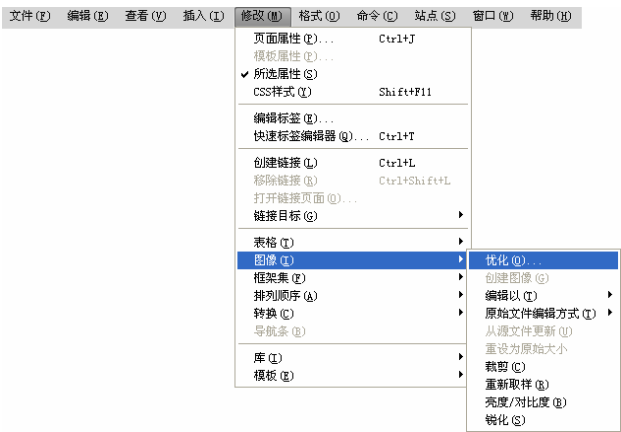 文件(F) 编辑(E) 查看(V) 插入(I) 修改(M) 格式(O) 命令(C) 站点(S) 窗口(W) 帮助(H)
页面属性(P)... Ctrl+J
模板属性(P)...
✓ 所选属性(S)
CSS样式(Y) Shift+F11
编辑标签(E)...
快速标签编辑器(Q)... Ctrl+T
创建链接(L) Ctrl+L
移除链接(R) Ctrl+Shift+L
打开链接页面(O)...
链接目标(G)
表格(T)
图像(I)
框架集(F)
排列顺序(A)
转换(C)
导航条(B)
库(I)
模板(E)
优化(O)...
创建图像(G)
编辑以(I)
原始文件编辑方式(T)
从源文件更新(U)
重设为原始大小
裁剪(C)
重新取样(R)
亮度/对比度(B)
锐化(S)